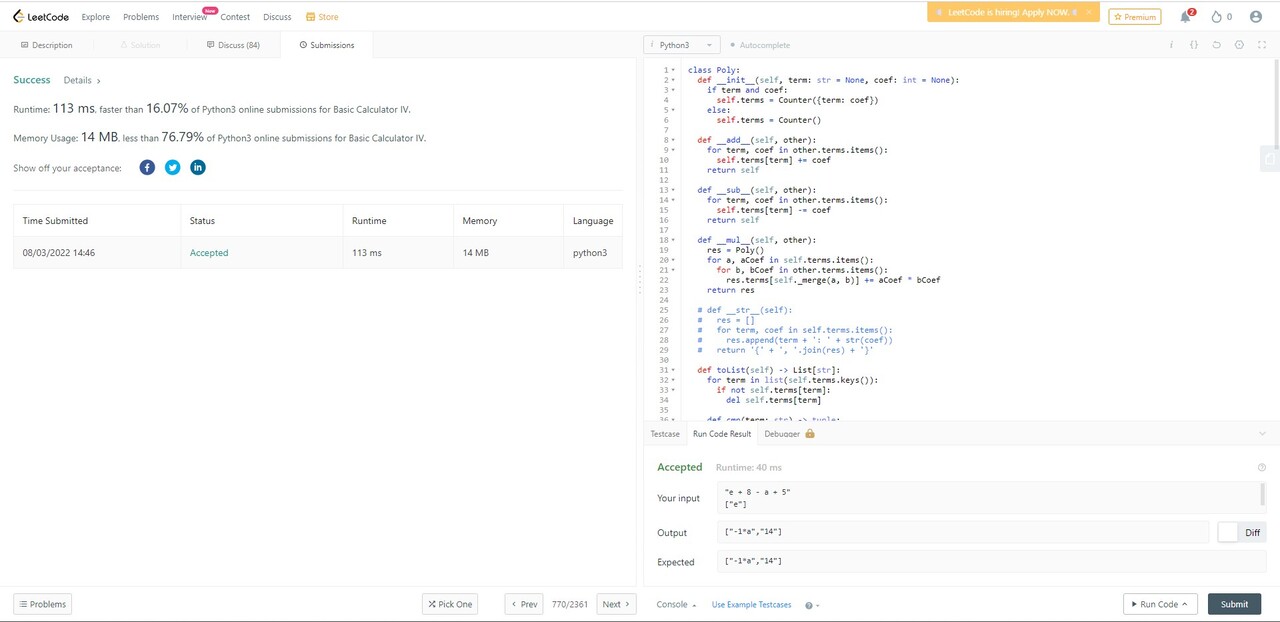 LeetCode Explore Problems Interview New Contest Discuss Store LeetCode is hiring! Apply NOW. Premium 2 0
Description Solution Discuss (84) Submissions
Success Details >
Runtime: 113 ms, faster than 16.07% of Python3 online submissions for Basic Calculator IV.
Memory Usage: 14 MB, less than 76.79% of Python3 online submissions for Basic Calculator IV.
Show off your acceptance:
Time Submitted Status Runtime Memory Language
08/03/2022 14:46 Accepted 113 ms 14 MB python3
Problems Pick One < Prev 770/2361 Next >
i Python3 Autocomplete
1 class Poly:
2 def __init__(self, term: str = None, coef: int = None):
3 if term and coef:
4 self.terms = Counter({term: coef})
5 else:
6 self.terms = Counter()
7
8 def __add__(self, other):
9 for term, coef in other.terms.items():
10 self.terms[term] += coef
11 return self
12
13 def __sub__(self, other):
14 for term, coef in other.terms.items():
15 self.terms[term] -= coef
16 return self
17
18 def __mul__(self, other):
19 res = Poly()
20 for a, aCoef in self.terms.items():
21 for b, bCoef in other.terms.items():
22 res.terms[self._merge(a, b)] += aCoef * bCoef
23 return res
24
25 # def __str__(self):
26 # res = []
27 # for term, coef in self.terms.items():
28 # res.append(term + ': ' + str(coef))
29 # return '{' + ', '.join(res) + '}'
30
31 def toList(self) -> List[str]:
32 for term in list(self.terms.keys()):
33 if not self.terms[term]:
34 del self.terms[term]
35
36 def cmp(term: str) -> tuple:
Testcase Run Code Result Debugger
Accepted Runtime: 40 ms
Your input "e + 8 - a + 5"
["e"]
Output ["-1*a","14"] Diff
Expected ["-1*a","14"]
Console Use Example Testcases Run Code Submit